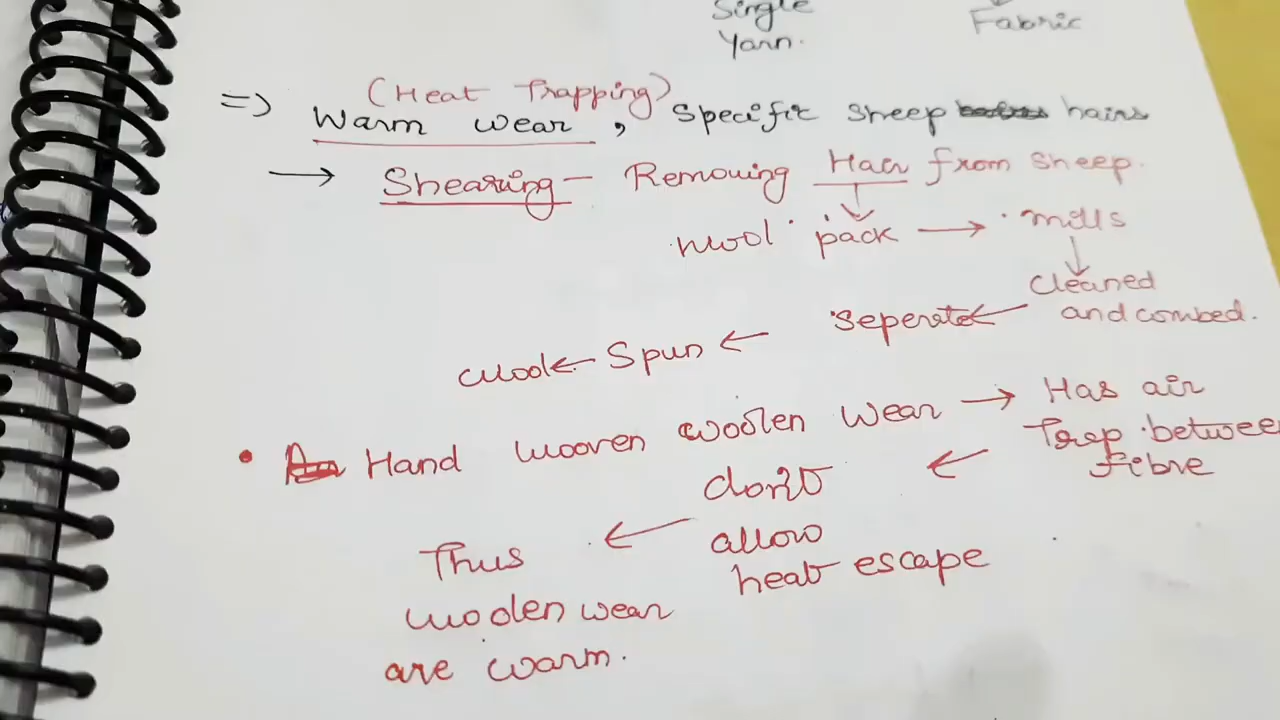 Single
Yarn.
Fabric
(Heat Trapping)
⇒ Warm wear, Specific sheep hairs
→ Shearing - Removing Hair from sheep.
wool pack → mills
↓
cleaned
and combed.
seperate ←
wool ← Spun ←
• Hand wooven woolen wear → Has air
Trap betwee
fibre
don't ←
allow
heat escape
Thus ←
woolen wear
are warm.